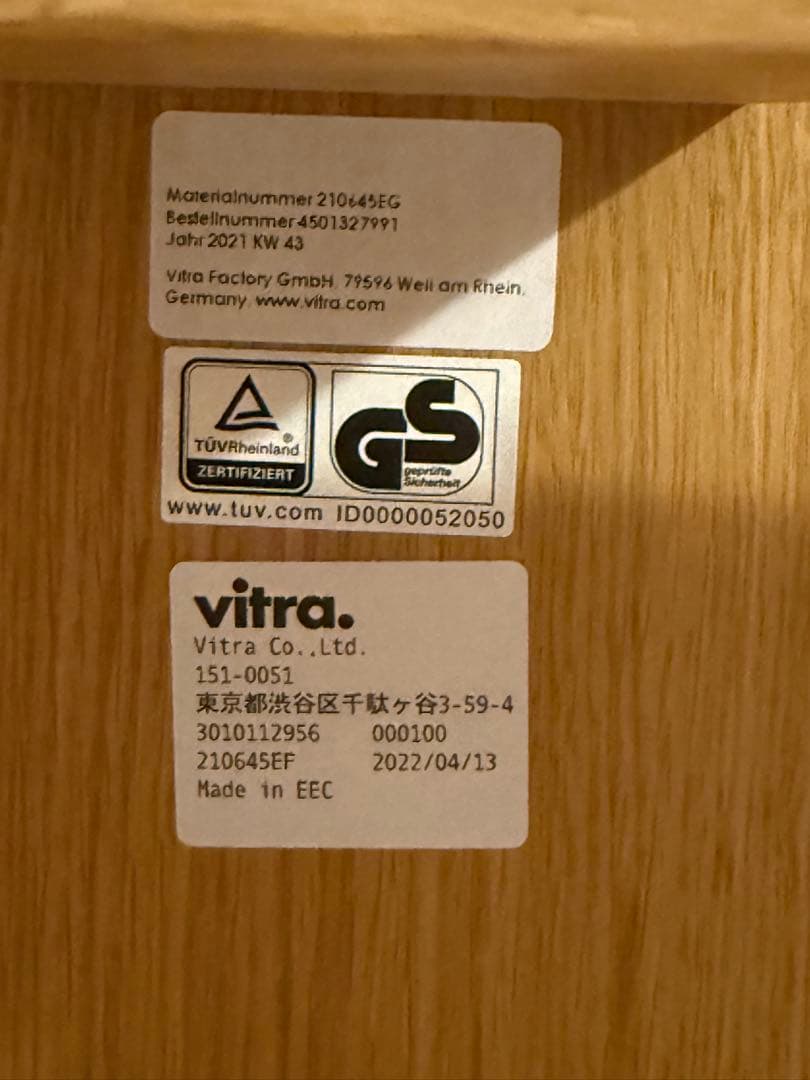 Materialnummer 210645EG
Bestellnummer 4501327991
Jahr 2021 KW 43
Vitra Factory GmbH, 79596 Weil am Rhein,
Germany, www.vitra.com
TÜVRheinland®
ZERTIFIZIERT
GS
geprüfte
Sicherheit
www.tuv.com ID0000052050
vitra.
Vitra Co.,Ltd.
151-0051
東京都渋谷区千駄ヶ谷3-59-4
3010112956 000100
210645EF 2022/04/13
Made in EEC